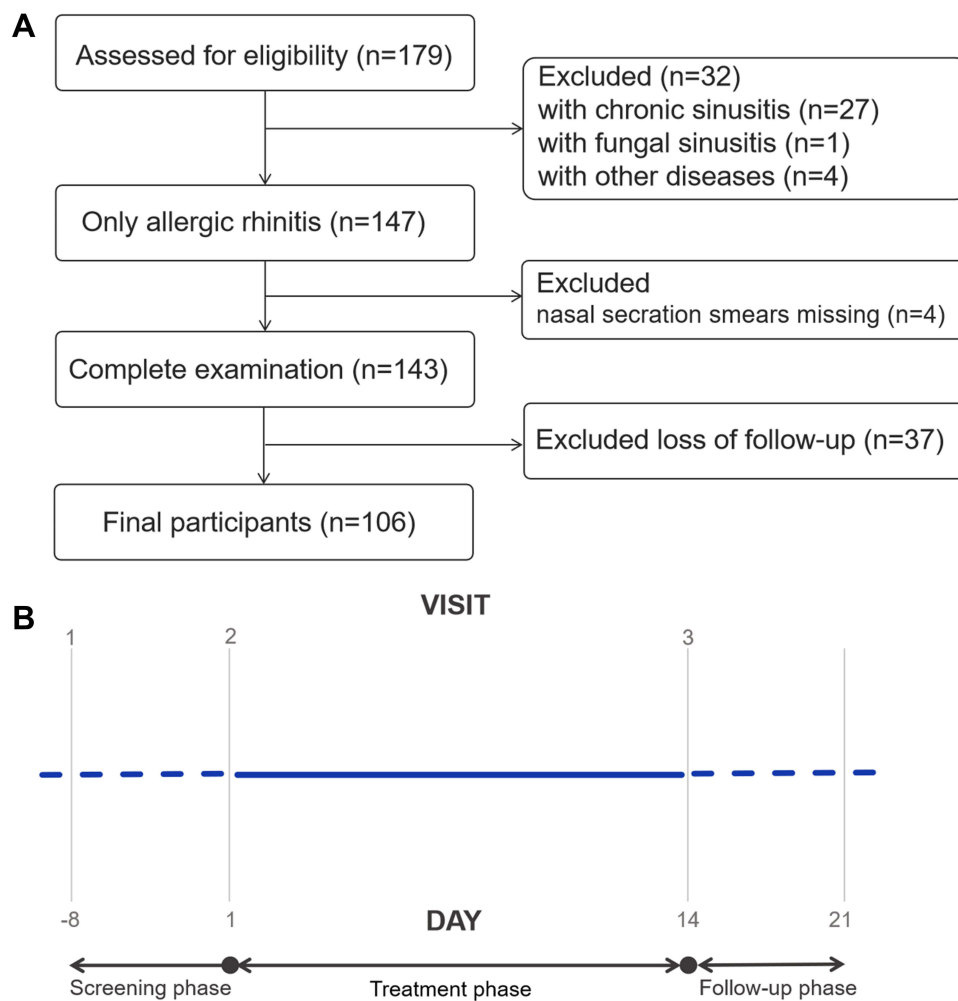 A
Assessed for eligibility (n=179)
Excluded (n=32)
with chronic sinusitis (n=27)
with fungal sinusitis (n=1)
with other diseases (n=4)
Only allergic rhinitis (n=147)
Excluded
nasal secration smears missing (n=4)
Complete examination (n=143)
Excluded loss of follow-up (n=37)
Final participants (n=106)
B
VISIT
1 2 3
-8 1 DAY 14 21
Screening phase Treatment phase Follow-up phase